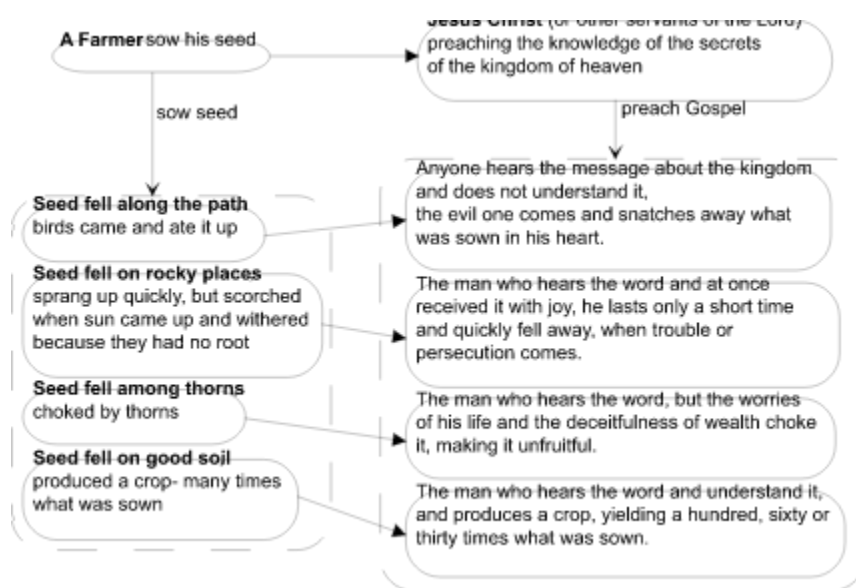 A Farmer sow his seed
Jesus Christ (or other servants of the Lord)
preaching the knowledge of the secrets
of the kingdom of heaven
sow seed
preach Gospel
Seed fell along the path
birds came and ate it up
Anyone hears the message about the kingdom
and does not understand it,
the evil one comes and snatches away what
was sown in his heart.
Seed fell on rocky places
sprang up quickly, but scorched
when sun came up and withered
because they had no root
The man who hears the word and at once
received it with joy, he lasts only a short time
and quickly fell away, when trouble or
persecution comes.
Seed fell among thorns
choked by thorns
The man who hears the word, but the worries
of his life and the deceitfulness of wealth choke
it, making it unfruitful.
Seed fell on good soil
produced a crop- many times
what was sown
The man who hears the word and understand it,
and produces a crop, yielding a hundred, sixty or
thirty times what was sown.